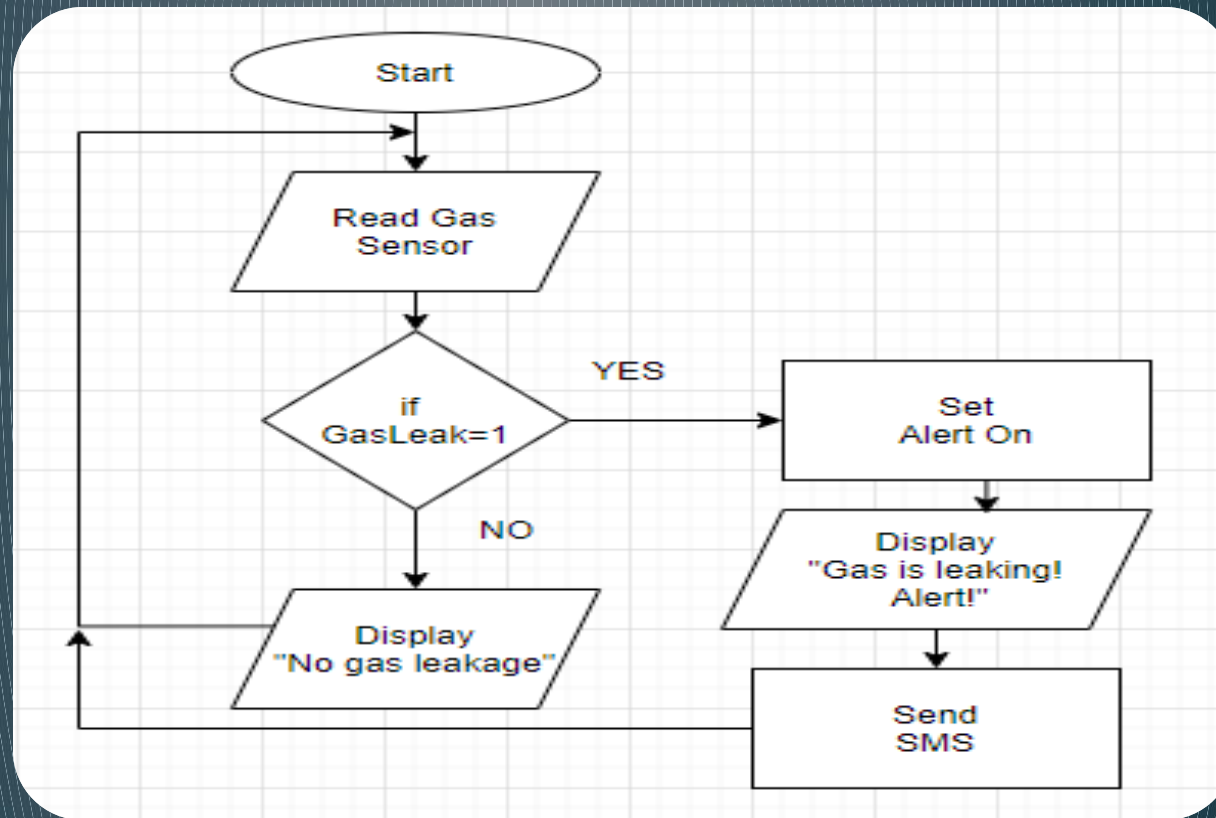 Start
Read Gas
Sensor
if
GasLeak=1
YES
Set
Alert On
NO
Display
"Gas is leaking!
Alert!"
Display
"No gas leakage"
Send
SMS